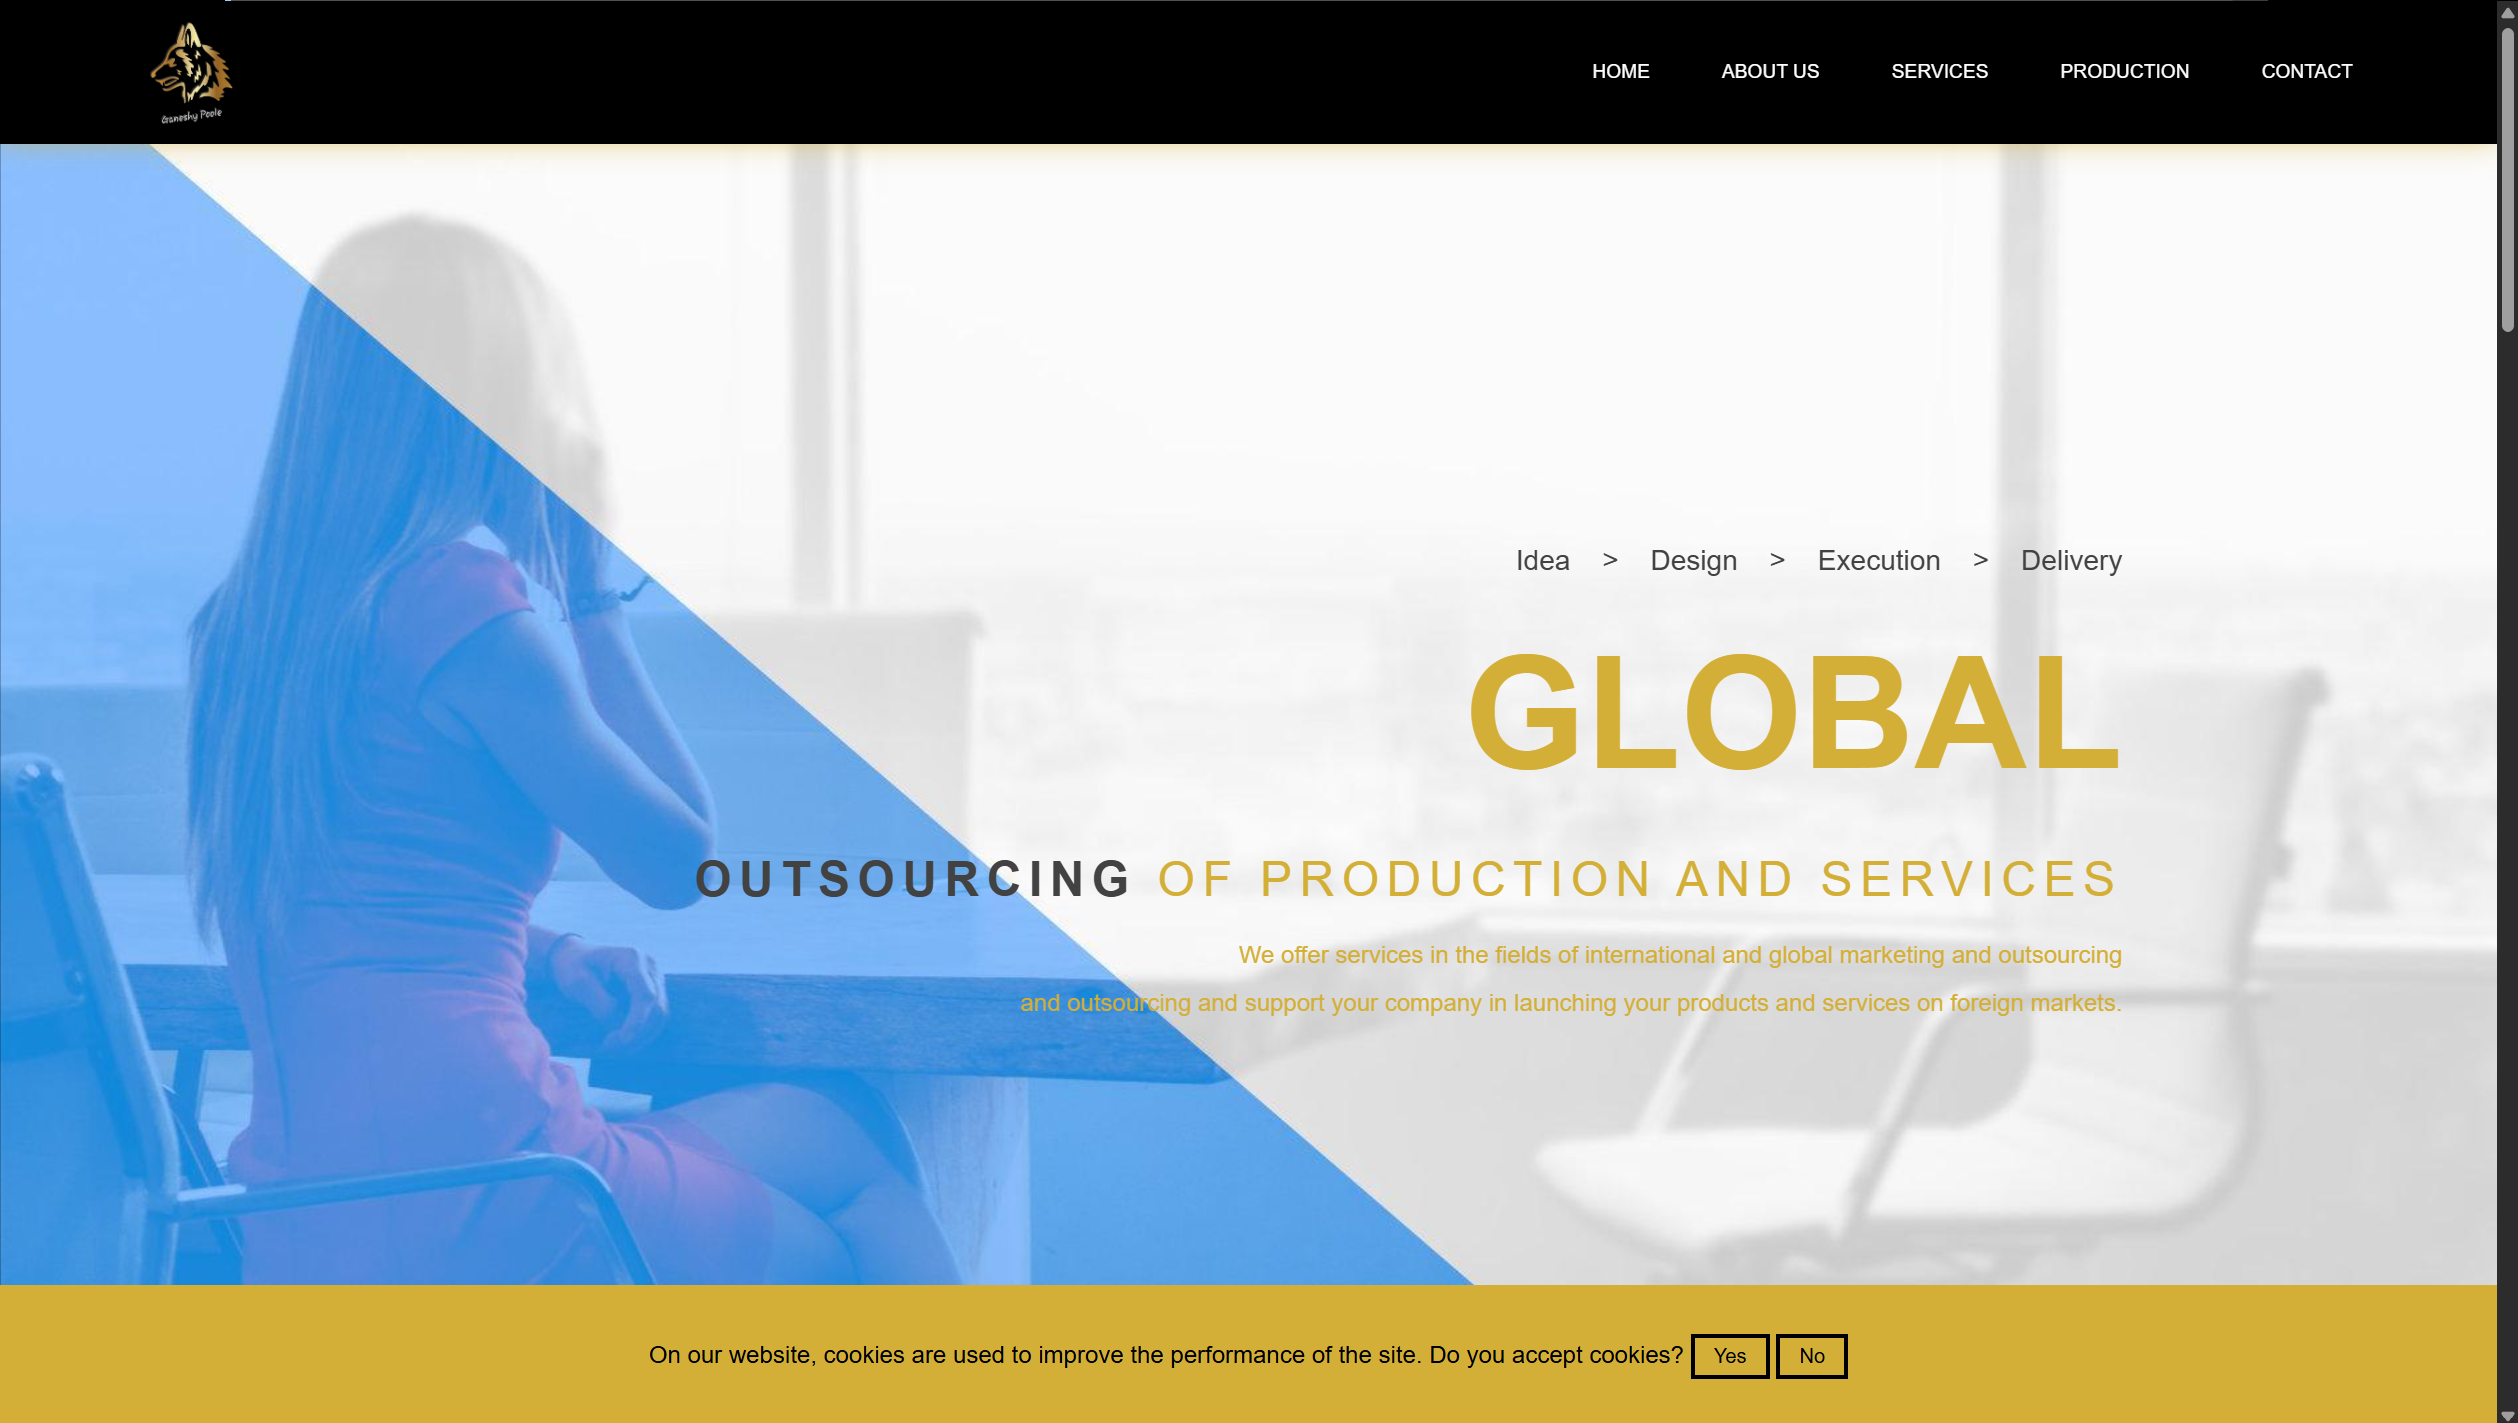 Ganeshy Poole
HOME
ABOUT US
SERVICES
PRODUCTION
CONTACT
Idea > Design > Execution > Delivery
GLOBAL
OUTSOURCING OF PRODUCTION AND SERVICES
We offer services in the fields of international and global marketing and outsourcing
and outsourcing and support your company in launching your products and services on foreign markets.
On our website, cookies are used to improve the performance of the site. Do you accept cookies? Yes No